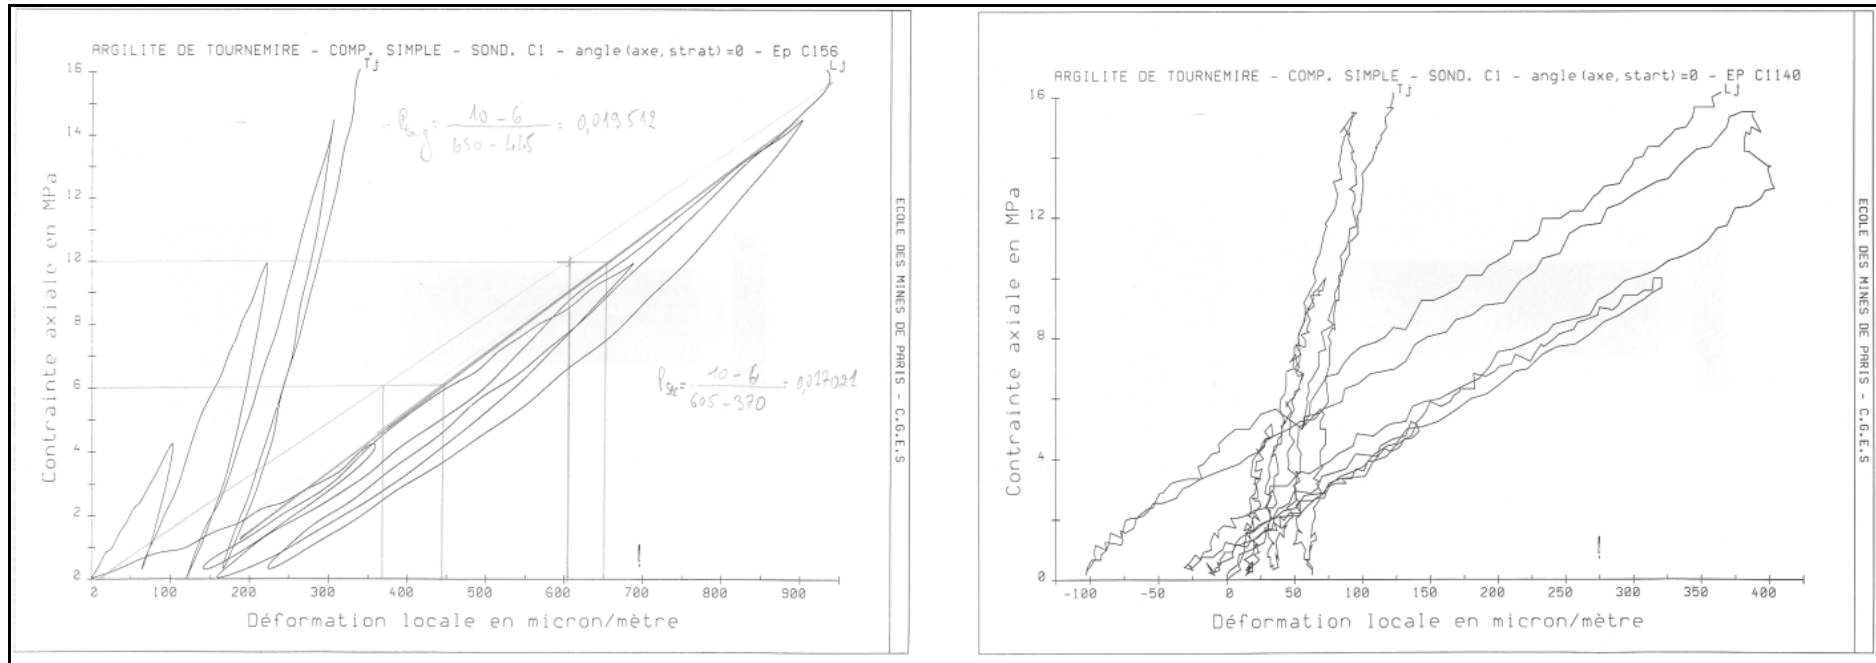 ARGILITE DE TOURNEMIRE - COMP. SIMPLE - SOND. C1 - angle(axe,strat)=0 - Ep C156
Tj
Lj
16
14
12
10
8
6
4
2
0
Contrainte axiale en MPa
10 - 6
= 0,019512
650 - 445
10 - 6
= 0,017021
605 - 370
0 100 200 300 400 500 600 700 800 900
Déformation locale en micron/mètre
ECOLE DES MINES DE PARIS - C.G.E.S
ARGILITE DE TOURNEMIRE - COMP. SIMPLE - SOND. C1 - angle(axe,start)=0 - EP C1140
Tj
Lj
16
12
8
4
0
Contrainte axiale en MPa
-100 -50 0 50 100 150 200 250 300 350 400
Déformation locale en micron/mètre
ECOLE DES MINES DE PARIS - C.G.E.S